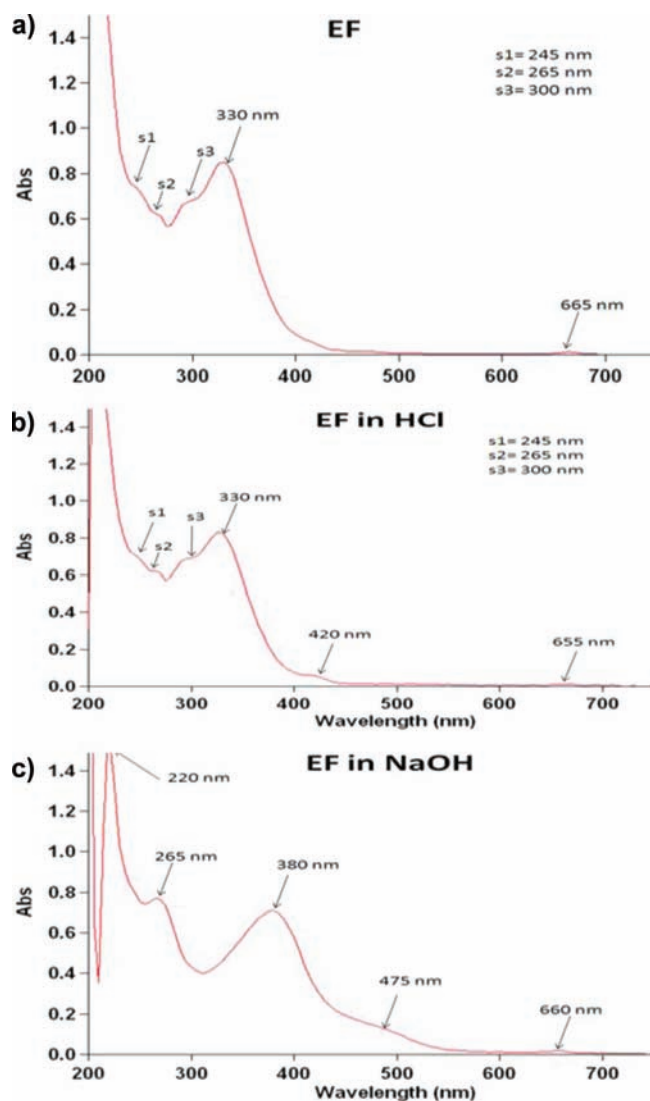 a)
EF
s1= 245 nm
s2= 265 nm
s3= 300 nm
330 nm
s1
s2
s3
665 nm
Abs
1.4
1.2
1.0
0.8
0.6
0.4
0.2
0.0
200 300 400 500 600 700
b)
EF in HCl
s1= 245 nm
s2= 265 nm
s3= 300 nm
330 nm
s1
s2
s3
420 nm
655 nm
Abs
1.4
1.2
1.0
0.8
0.6
0.4
0.2
0.0
200 300 400 500 600 700
Wavelength (nm)
c)
EF in NaOH
220 nm
265 nm
380 nm
475 nm
660 nm
Abs
1.4
1.2
1.0
0.8
0.6
0.4
0.2
0.0
200 300 400 500 600 700
Wavelength (nm)